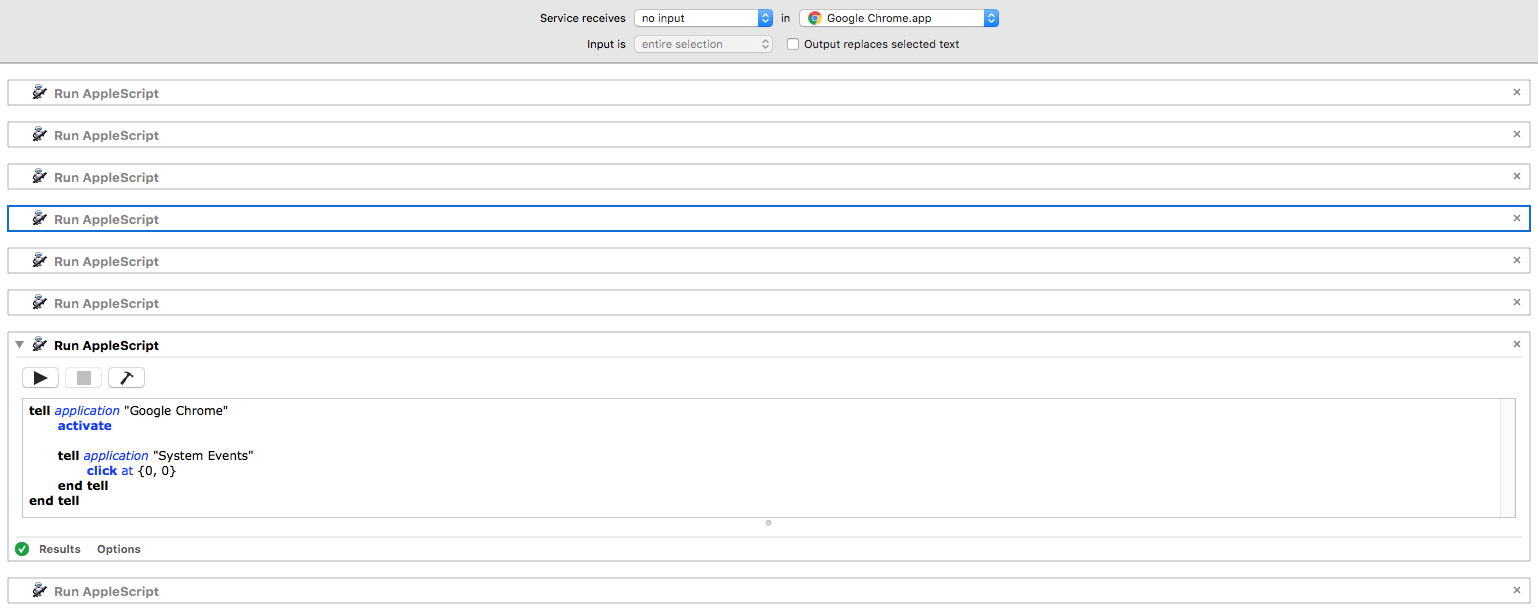 Service receives no input in Google Chrome.app
Input is entire selection Output replaces selected text
Run AppleScript
Run AppleScript
Run AppleScript
Run AppleScript
Run AppleScript
Run AppleScript
Run AppleScript
tell application "Google Chrome"
activate
tell application "System Events"
click at {0, 0}
end tell
end tell
Results Options
Run AppleScript